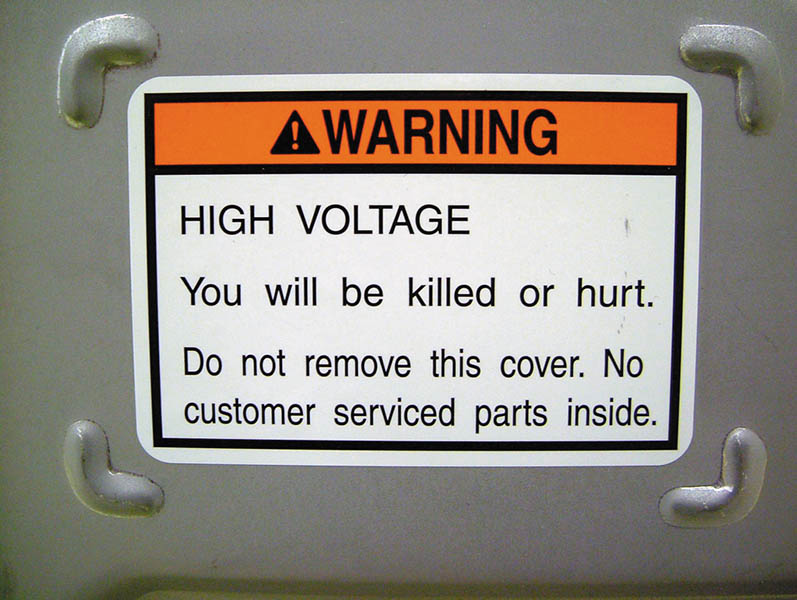 WARNING
HIGH VOLTAGE
You will be killed or hurt.
Do not remove this cover. No
customer serviced parts inside.